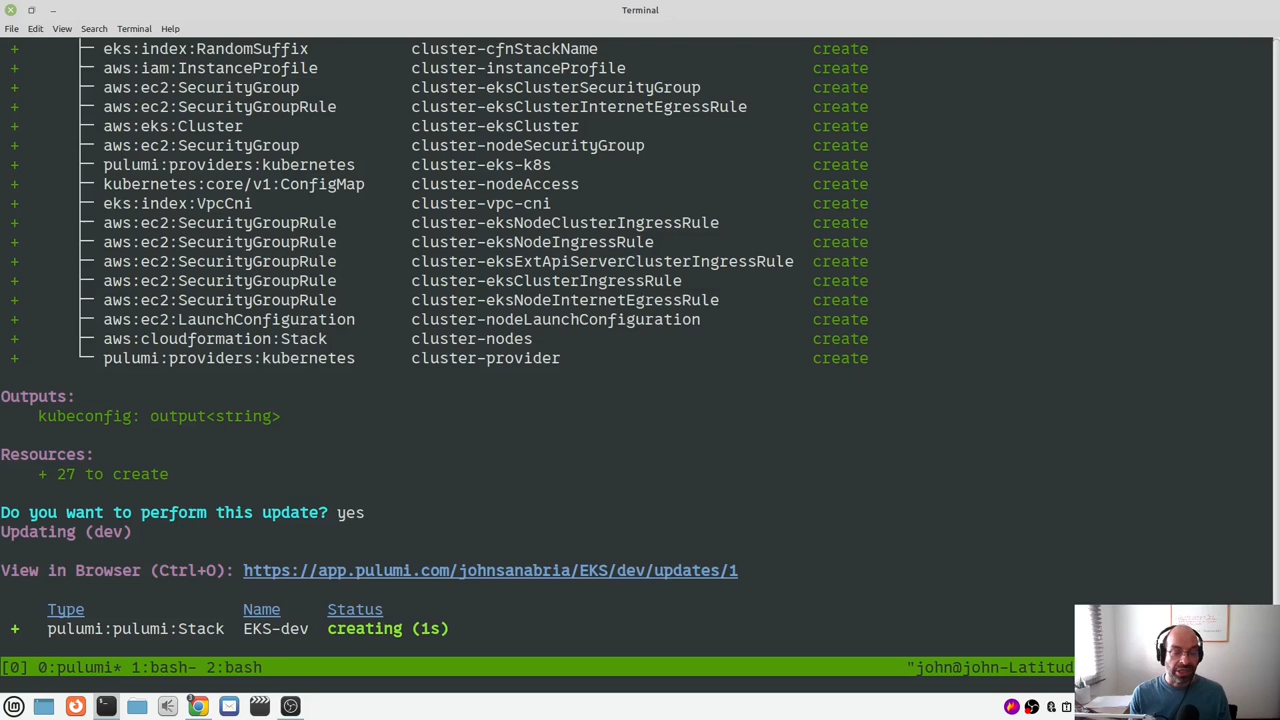 Terminal
File Edit View Search Terminal Help
+ ├─ eks:index:RandomSuffix cluster-cfnStackName create
+ ├─ aws:iam:InstanceProfile cluster-instanceProfile create
+ ├─ aws:ec2:SecurityGroup cluster-eksClusterSecurityGroup create
+ ├─ aws:ec2:SecurityGroupRule cluster-eksClusterInternetEgressRule create
+ ├─ aws:eks:Cluster cluster-eksCluster create
+ ├─ aws:ec2:SecurityGroup cluster-nodeSecurityGroup create
+ ├─ pulumi:providers:kubernetes cluster-eks-k8s create
+ ├─ kubernetes:core/v1:ConfigMap cluster-nodeAccess create
+ ├─ eks:index:VpcCni cluster-vpc-cni create
+ ├─ aws:ec2:SecurityGroupRule cluster-eksNodeClusterIngressRule create
+ ├─ aws:ec2:SecurityGroupRule cluster-eksNodeIngressRule create
+ ├─ aws:ec2:SecurityGroupRule cluster-eksExtApiServerClusterIngressRule create
+ ├─ aws:ec2:SecurityGroupRule cluster-eksClusterIngressRule create
+ ├─ aws:ec2:SecurityGroupRule cluster-eksNodeInternetEgressRule create
+ ├─ aws:ec2:LaunchConfiguration cluster-nodeLaunchConfiguration create
+ ├─ aws:cloudformation:Stack cluster-nodes create
+ └─ pulumi:providers:kubernetes cluster-provider create
Outputs:
kubeconfig: output<string>
Resources:
+ 27 to create
Do you want to perform this update? yes
Updating (dev)
View in Browser (Ctrl+O): https://app.pulumi.com/johnsanabria/EKS/dev/updates/1
Type Name Status
+ pulumi:pulumi:Stack EKS-dev creating (1s)
[0] 0:pulumi* 1:bash- 2:bash "john@john-Latitud
3